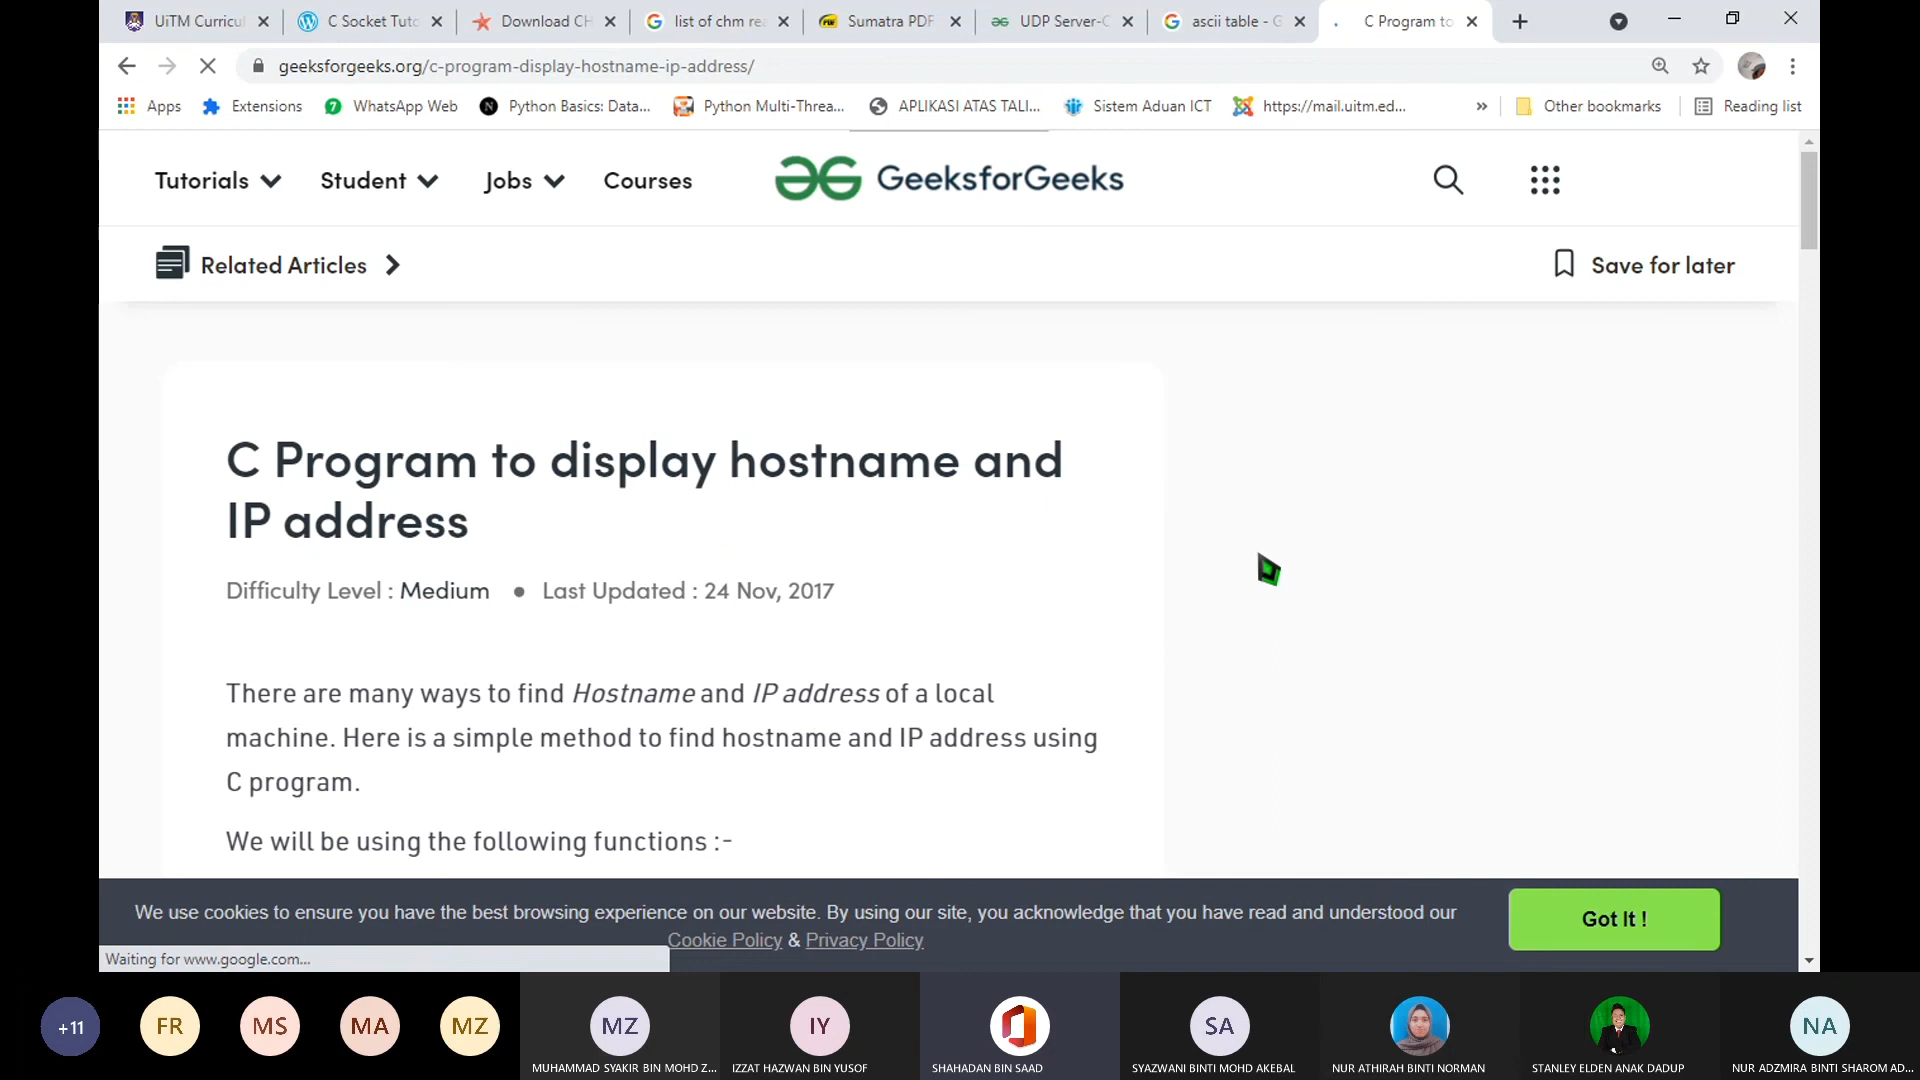 UiTM Curricul
C Socket Tuto
Download CH
list of chm rea
Sumatra PDF
UDP Server-C
ascii table - G
C Program to
geeksforgeeks.org/c-program-display-hostname-ip-address/
Apps
Extensions
7
WhatsApp Web
N
Python Basics: Data...
Python Multi-Threa...
APLIKASI ATAS TALI...
Sistem Aduan ICT
https://mail.uitm.ed...
»
Other bookmarks
Reading list
Tutorials
Student
Jobs
Courses
GeeksforGeeks
Related Articles
Save for later
C Program to display hostname and
IP address
Difficulty Level : Medium ● Last Updated : 24 Nov, 2017
There are many ways to find Hostname and IP address of a local
machine. Here is a simple method to find hostname and IP address using
C program.
We will be using the following functions :-
We use cookies to ensure you have the best browsing experience on our website. By using our site, you acknowledge that you have read and understood our
Cookie Policy & Privacy Policy
Got It !
Waiting for www.google.com...
+11
FR
MS
MA
MZ
MZ
IY
SA
NA
MUHAMMAD SYAKIR BIN MOHD Z...
IZZAT HAZWAN BIN YUSOF
SHAHADAN BIN SAAD
SYAZWANI BINTI MOHD AKEBAL
NUR ATHIRAH BINTI NORMAN
STANLEY ELDEN ANAK DADUP
NUR ADZMIRA BINTI SHAROM AD...